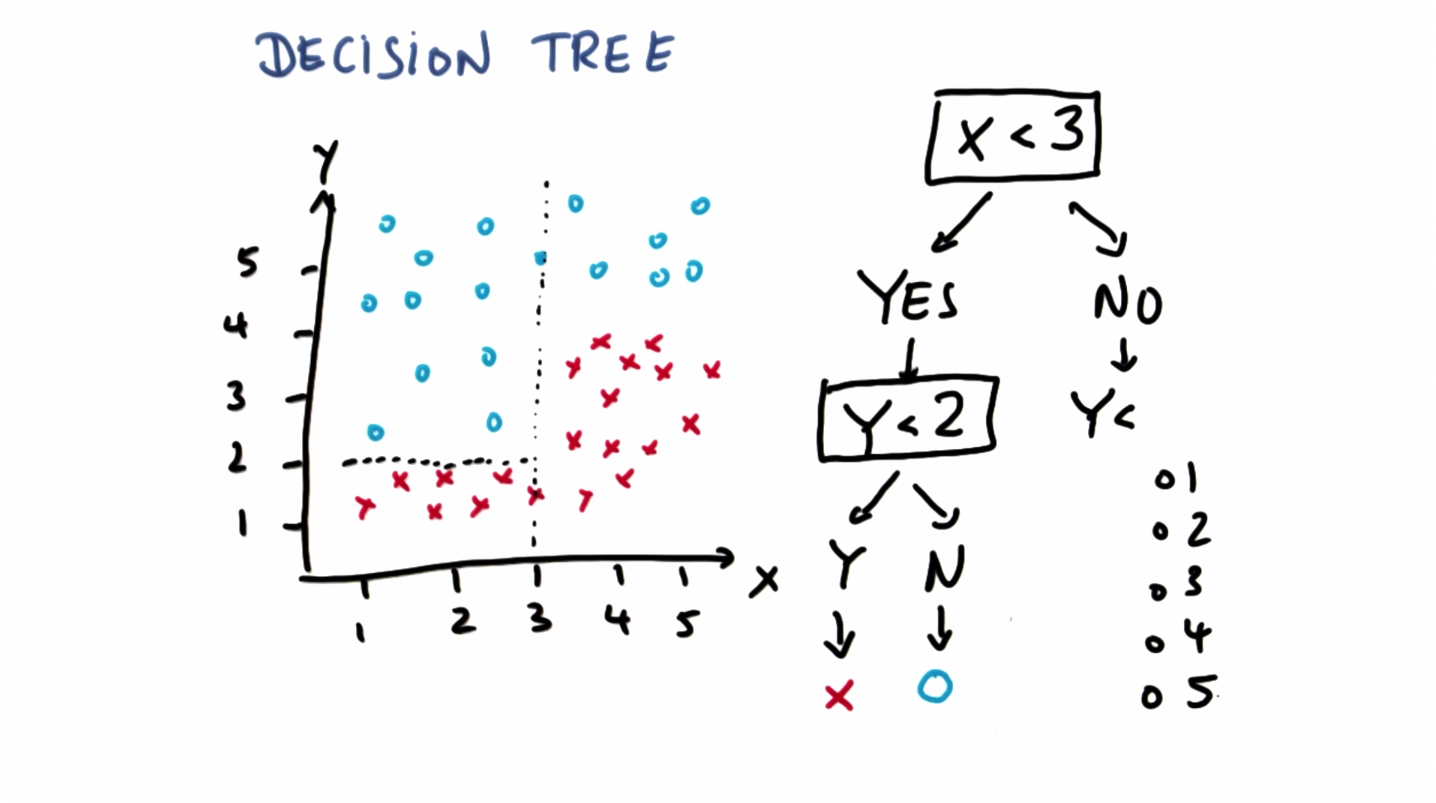 DECISION TREE
Y
5
4
3
2
1
X
1 2 3 4 5
X < 3
YES NO
Y < 2
Y <
Y N
X O
1
2
3
4
5